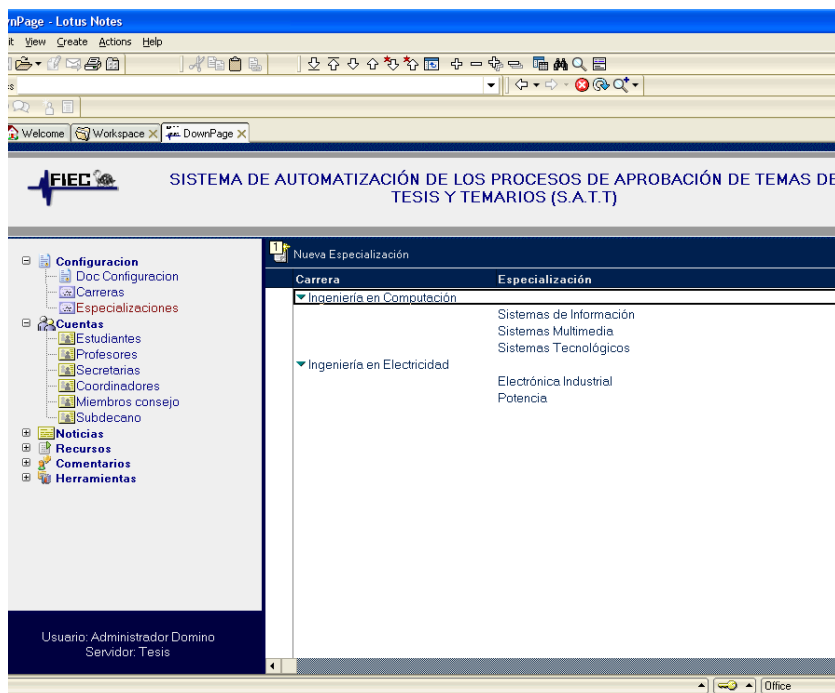 nPage - Lotus Notes
it View Create Actions Help
s
Welcome Workspace DownPage
FIEC
SISTEMA DE AUTOMATIZACIÓN DE LOS PROCESOS DE APROBACIÓN DE TEMAS DE
TESIS Y TEMARIOS (S.A.T.T)
Configuracion
Doc Configuracion
Carreras
Especializaciones
Cuentas
Estudiantes
Profesores
Secretarias
Coordinadores
Miembros consejo
Subdecano
Noticias
Recursos
Comentarios
Herramientas
Usuario: Administrador Domino
Servidor: Tesis
1 Nueva Especialización
Carrera Especialización
Ingeniería en Computación
Sistemas de Información
Sistemas Multimedia
Sistemas Tecnológicos
Ingeniería en Electricidad
Electrónica Industrial
Potencia
Office